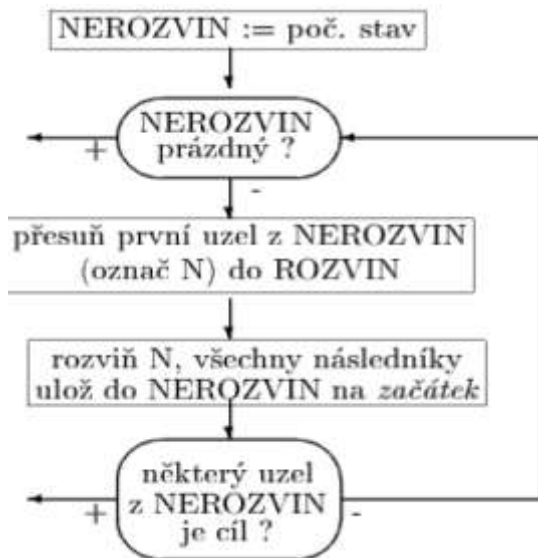 NEROZVIN := poč. stav
NEROZVIN
prázdný ?
+
-
přesuň první uzel z NEROZVIN
(označ N) do ROZVIN
rozviň N, všechny následníky
ulož do NEROZVIN na začátek
některý uzel
z NEROZVIN
je cíl ?
+
-